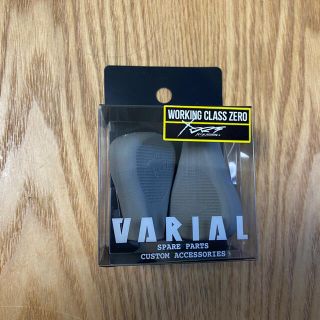 WORKING CLASS ZERO
VARIAL
SPARE PARTS
CUSTOM ACCESSORIES